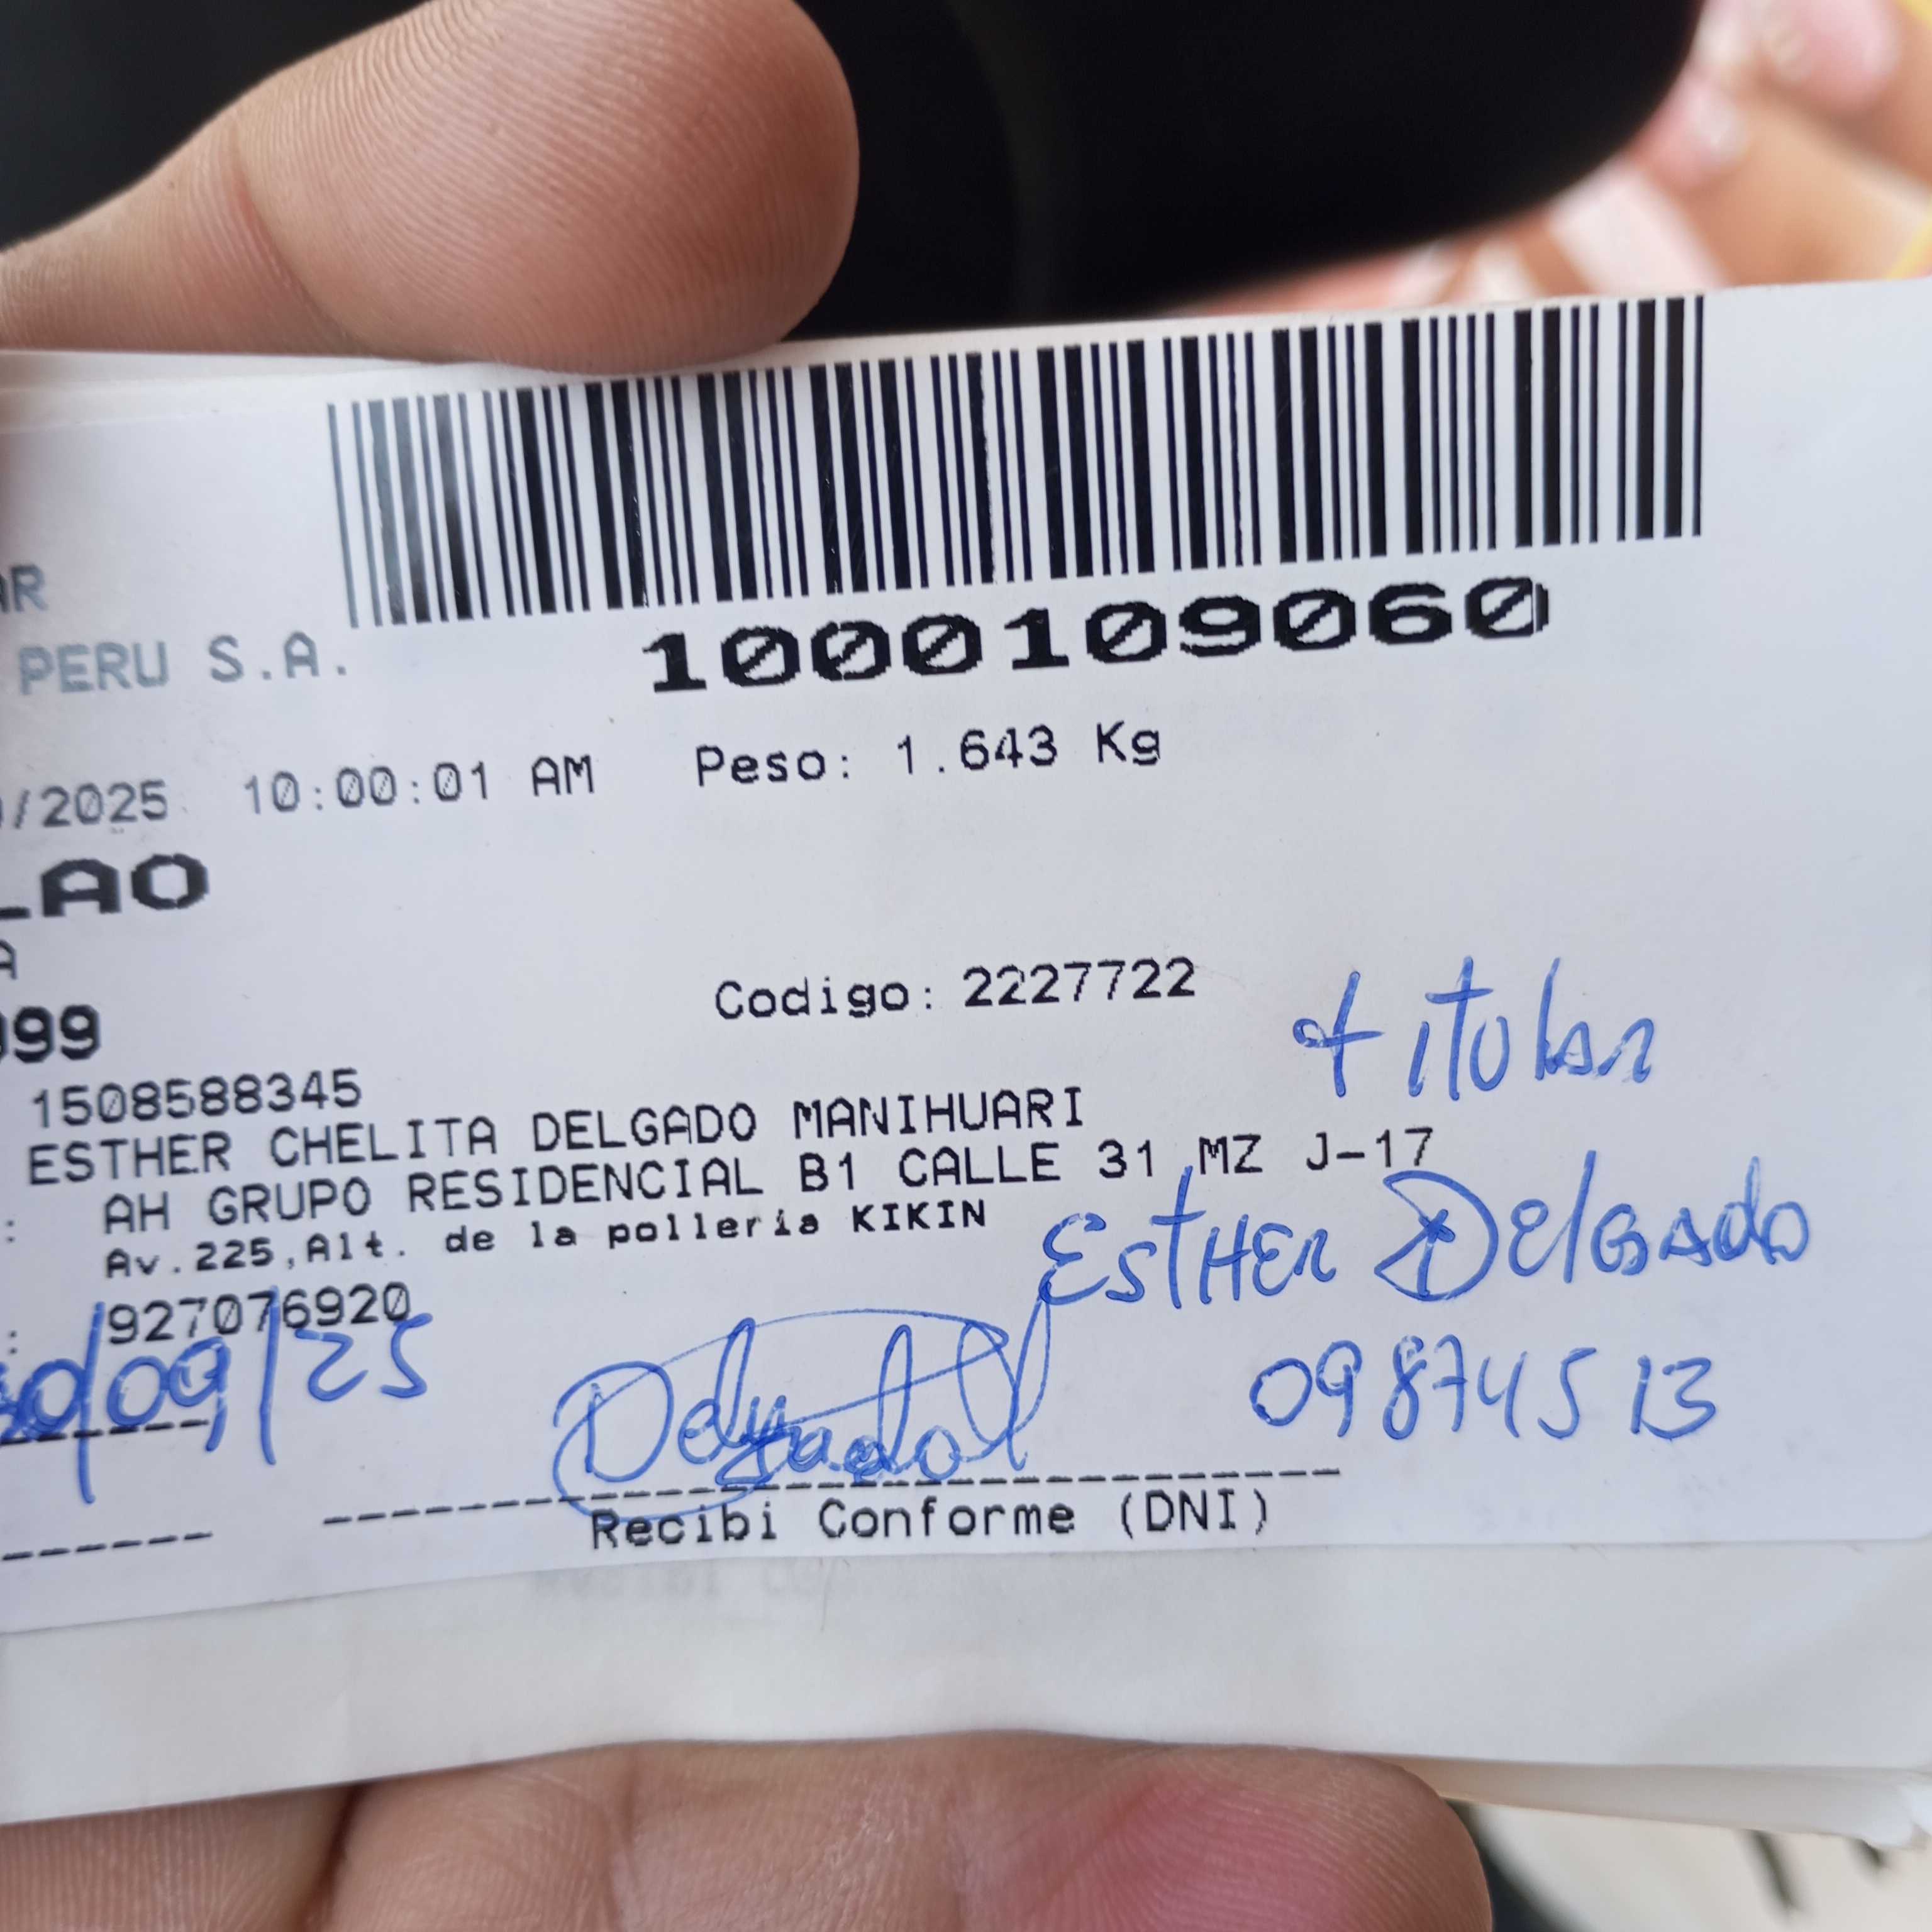 AR
PERU S.A.
1000109060
/2025 10:00:01 AM Peso: 1.643 Kg
LAO
A
999
Codigo: 2227722
titular
1508588345
ESTHER CHELITA DELGADO MANIHUARI
: AH GRUPO RESIDENCIAL B1 CALLE 31 MZ J-17
Av.225,Alt. de la polleria KIKIN
: 927076920
Esther Delgado
/09/25
Delgado
09874513
Recibi Conforme (DNI)